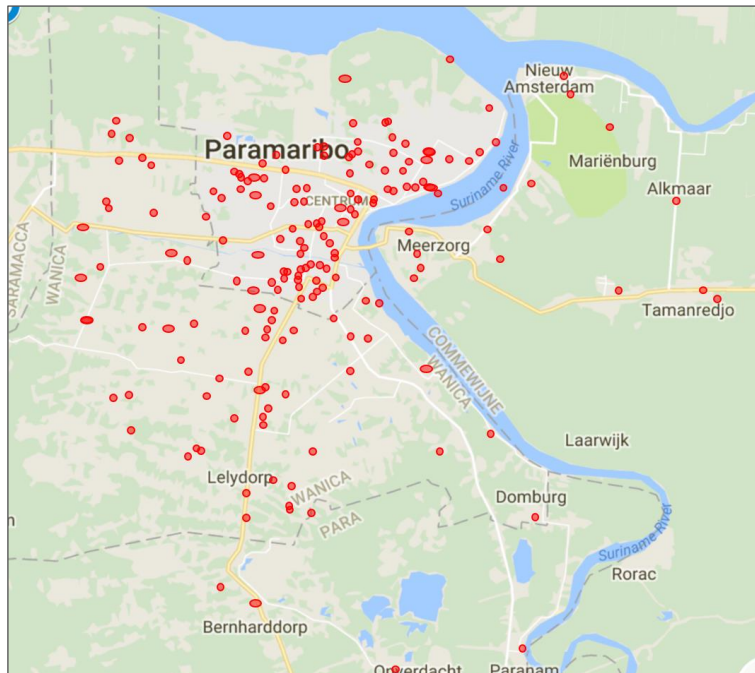 Nieuw
Amsterdam
Paramaribo
Mariënburg
Suriname River
Alkmaar
CENTRUM
Meerzorg
SARAMACCA
WANICA
Tamanredjo
COMMEWIJNE
WANICA
Laarwijk
Lelydorp
WANICA
Domburg
PARA
Suriname River
Rorac
Bernharddorp
Onverdacht
Paranam